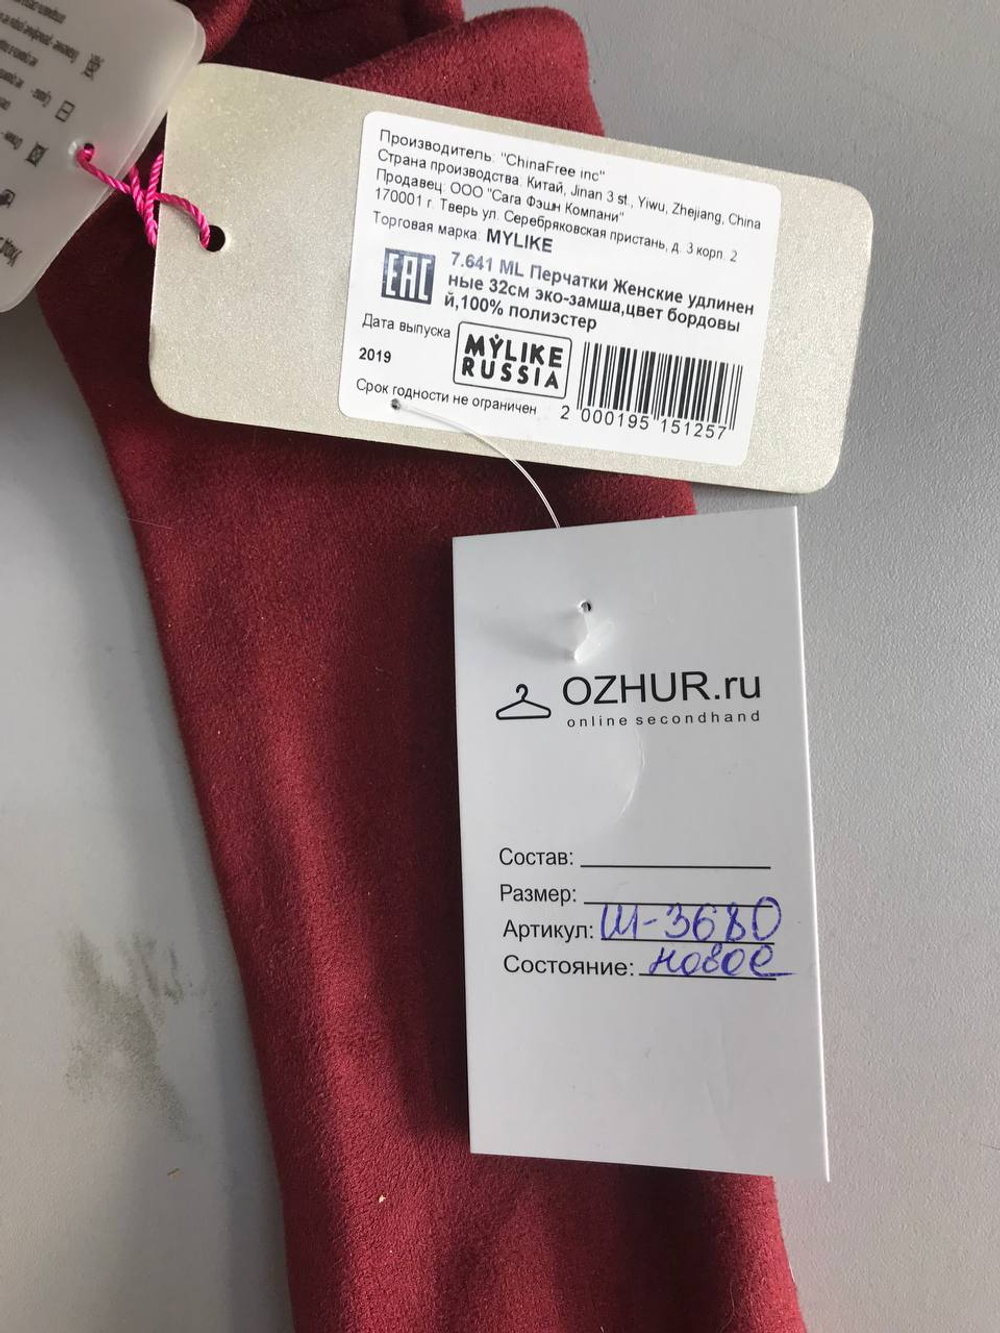 Производитель: "ChinaFree inc"
Страна производства: Китай, Jinan 3 st., Yiwu, Zhejiang, China
Продавец: ООО "Сага Фэшн Компани"
170001 г. Тверь ул. Серебряковская пристань, д. 3 корп. 2
Торговая марка: MYLIKE
EAC
7.641 ML Перчатки Женские удлинен
ные 32см эко-замша,цвет бордовы
й,100% полиэстер
Дата выпуска
2019
MYLIKE
RUSSIA
Срок годности не ограничен
2 000195 151257
OZHUR.ru
online secondhand
Состав:
Размер:
Артикул: Ш-3680
Состояние: новое